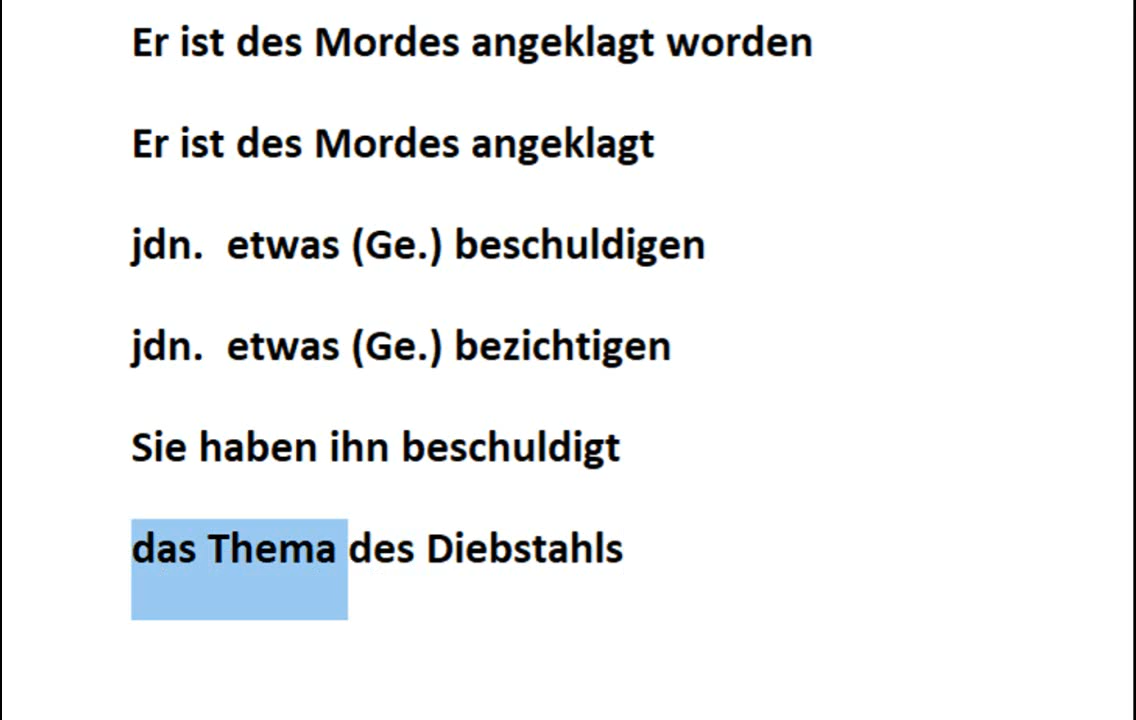 Er ist des Mordes angeklagt worden
Er ist des Mordes angeklagt
jdn.  etwas (Ge.) beschuldigen
jdn.  etwas (Ge.) bezichtigen
Sie haben ihn beschuldigt
das Thema des Diebstahls